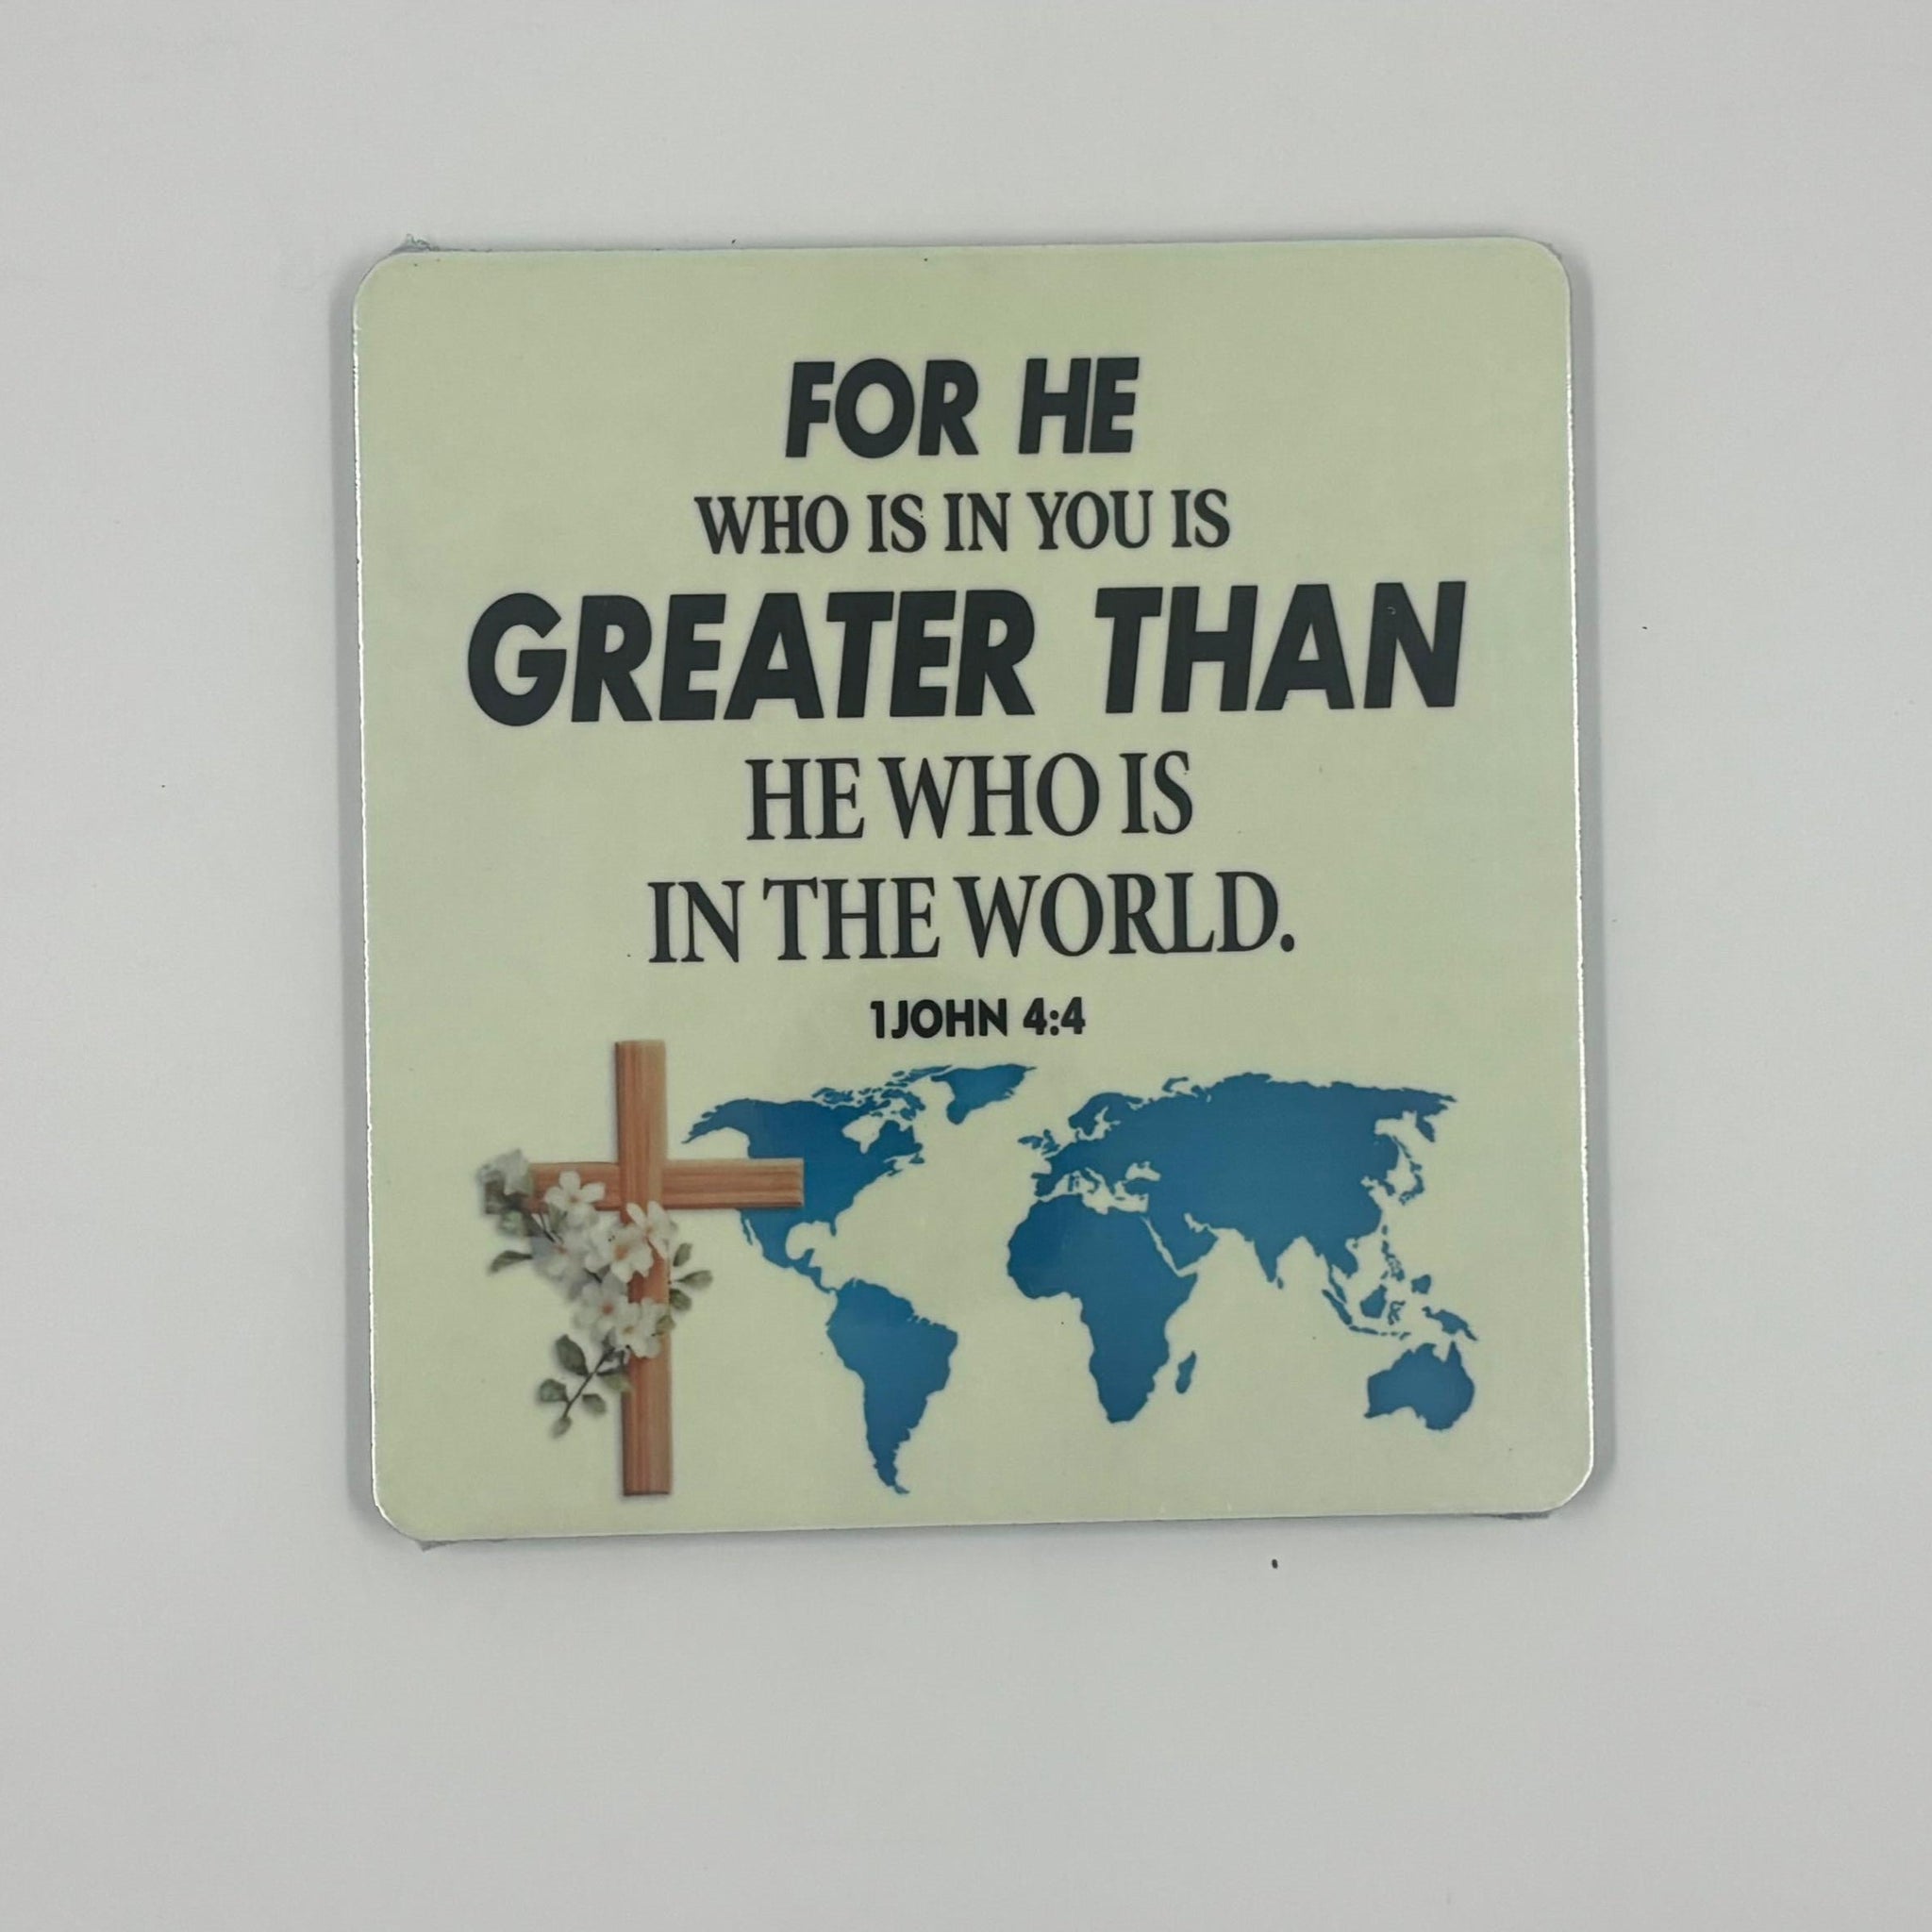 FOR HE
WHO IS IN YOU IS
GREATER THAN
HE WHO IS
IN THE WORLD.
1JOHN 4:4